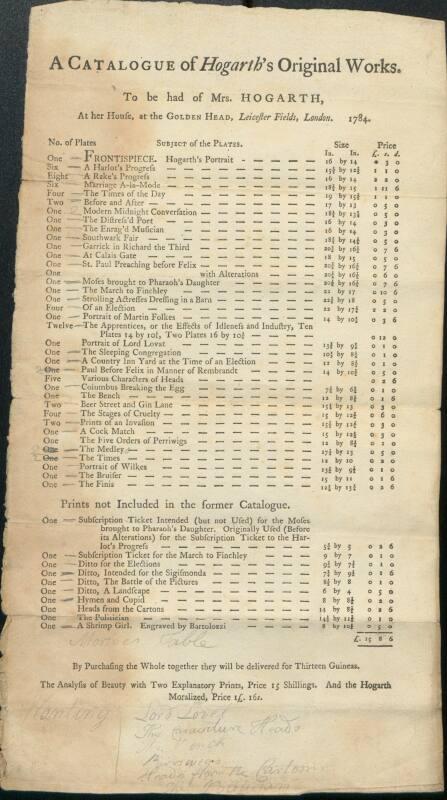 A CATALOGUE of Hogarth's Original Works.
To be had of Mrs. HOGARTH,
At her House, at the GOLDEN HEAD, Leicester Fields, London. 1784.
No. of Plates SUBJECT of the PLATES. Size Price
In. In. £. s. d.
One — FRONTISPIECE. Hogarth's Portrait 16 by 14 0 3 0
Six — A Harlot's Progress 15½ by 12½ 1 1 0
Eight — A Rake's Progress 16 by 14 2 2 0
Six — Marriage A-la-Mode 18½ by 15 1 11 6
Four — The Times of the Day 19 by 15½ 1 0
Two — Before and After 17 by 13 0 5 0
One Modern Midnight Conversation 0 5 0
One — The Distress'd Poet 16 by 14 0 3 0
One — The Enrag'd Musician 16 by 14 0 3 0
One — Southwark Fair 18½ by 14½ 0 5 0
One — Garrick in Richard the Third 20½ by 16½ 0 7 6
One — At Calais Gate 18 by 15 0 5 0
One — St. Paul Preaching before Felix 20½ by 16½ 0 7 6
One with Alterations 20½ by 16½ 0 6 0
One — Moses brought to Pharaoh's Daughter 20½ by 16½ 0 7 6
One — The March to Finchley 22 by 17 0 10 6
One — Strolling Actresses Dressing in a Barn 22½ by 18 0 5 0
Four — Of an Election 22 by 17½ 2 2 0
One — Portrait of Martin Folkes 14 by 10½ 0 3 6
Twelve — The Apprentices, or the Effects of Idleness and Industry, Ten
Plates 14 by 10½, Two Plates 16 by 10½ 0 12 0
One Portrait of Lord Lovat 13½ by 9½ 0 1 0
One — The Sleeping Congregation 10½ by 8½ 0 1 0
One — A Country Inn Yard at the Time of an Election 12 by 8½ 0 1 0
One — Paul Before Felix in Manner of Rembrandt 14 by 10½ 0 5 0
Five Various Characters of Heads 0 2 6
One — Columbus Breaking the Egg 7½ by 6½ 0 1 0
One — The Bench 12 by 8½ 0 1 6
Two — Beer Street and Gin Lane 15½ by 13 0 3 0
Four — The Stages of Cruelty 15 by 12½ 0 6 0
Two — Prints of an Invasion 15½ by 12½ 0 3 0
One — A Cock Match 15 by 12½ 0 3 0
One The Five Orders of Perriwigs 12 by 8½ 0 1 0
One — The Medley 17½ by 13 0 5 0
One — The Times 12 by 10 0 2 0
One Portrait of Wilkes 13½ by 9½ 0 1 0
One — The Bruiser 15 by 11 0 1 6
One — The Finis 12½ by 13½ 0 2 6
Prints not Included in the former Catalogue.
One — Subscription Ticket Intended (but not Used) for the Moses
brought to Pharaoh's Daughter. Originally Used (Before
its Alterations) for the Subscription Ticket to the Har-
lot's Progress 5½ by 5 0 2 6
One — Subscription Ticket for the March to Finchley 9 by 7 0 1 0
One — Ditto for the Elections 9½ by 7½ 0 1 0
One — Ditto, Intended for the Sigismonda 7½ by 9½ 0 1 6
One — Ditto, The Battle of the Pictures 8½ by 8 0 1 0
One — Ditto, A Landscape 6 by 4 0 5 0
One — Hymen and Cupid 8 by 8½ 0 2 0
One Heads from the Cartons 14 by 8½ 0 2 6
One — The Politician 0 1 0
One — A Shrimp Girl. Engraved by Bartolozzi 8 by 10½ 0 5 0
£. 15 8 6
By Purchasing the Whole together they will be delivered for Thirteen Guineas.
The Analysis of Beauty with Two Explanatory Prints, Price 15 Shillings. And the Hogarth
Moralized, Price 1£. 16s.
Wanting Lord Lovat
Heads
The Bench
Perriwigs
Heads from the Cartons